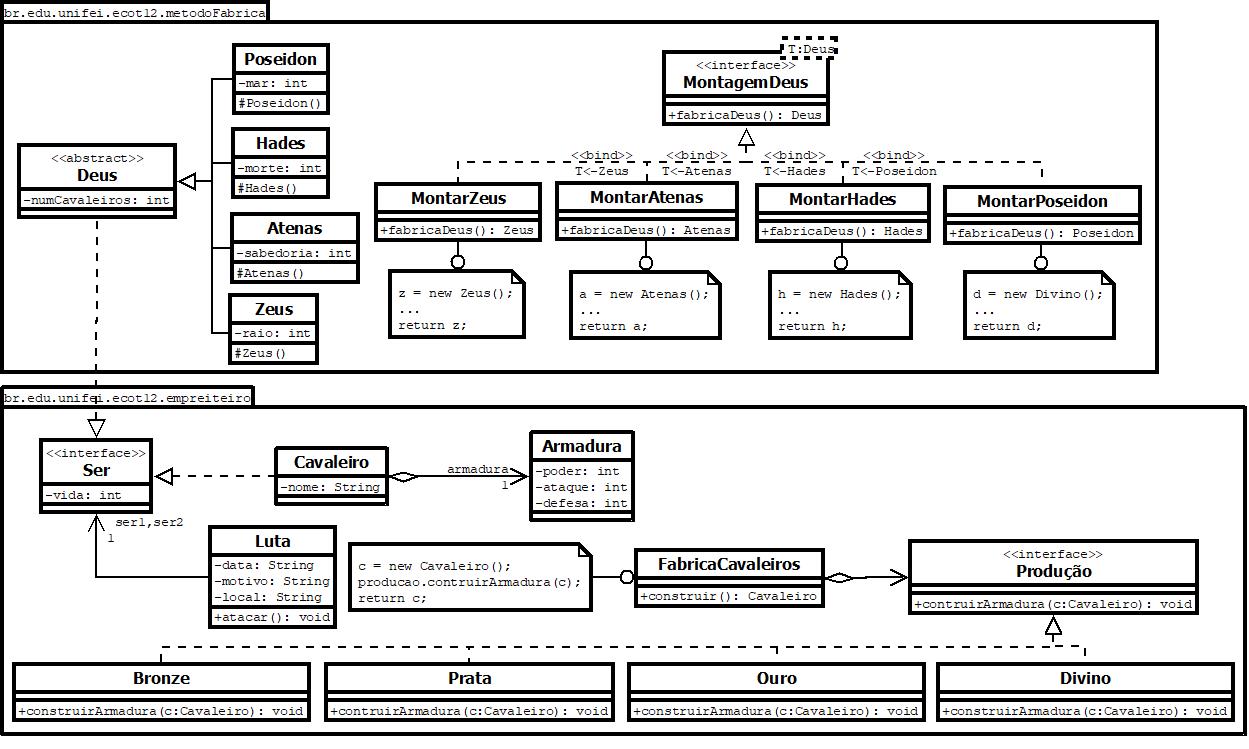 br.edu.unifei.ecot12.metodoFabrica
Poseidon
-mar: int
#Poseidon()
Hades
-morte: int
#Hades()
<<abstract>>
Deus
-numCavaleiros: int
Atenas
-sabedoria: int
#Atenas()
Zeus
-raio: int
#Zeus()
T:Deus
<<interface>>
MontagemDeus
+fabricaDeus(): Deus
<<bind>>
T<-Zeus
<<bind>>
T<-Atenas
<<bind>>
T<-Hades
<<bind>>
T<-Poseidon
MontarZeus
+fabricaDeus(): Zeus
MontarAtenas
+fabricaDeus(): Atenas
MontarHades
+fabricaDeus(): Hades
MontarPoseidon
+fabricaDeus(): Poseidon
z = new Zeus();
...
return z;
a = new Atenas();
...
return a;
h = new Hades();
...
return h;
d = new Divino();
...
return d;
br.edu.unifei.ecot12.empreiteiro
<<interface>>
Ser
-vida: int
Cavaleiro
-nome: String
armadura
1
Armadura
-poder: int
-ataque: int
-defesa: int
ser1,ser2
1
Luta
-data: String
-motivo: String
-local: String
+atacar(): void
c = new Cavaleiro();
producao.contruirArmadura(c);
return c;
FabricaCavaleiros
+construir(): Cavaleiro
<<interface>>
Produção
+contruirArmadura(c:Cavaleiro): void
Bronze
+construirArmadura(c:Cavaleiro): void
Prata
+contruirArmadura(c:Cavaleiro): void
Ouro
+construirArmadura(c:Cavaleiro): void
Divino
+construirArmadura(c:Cavaleiro): void